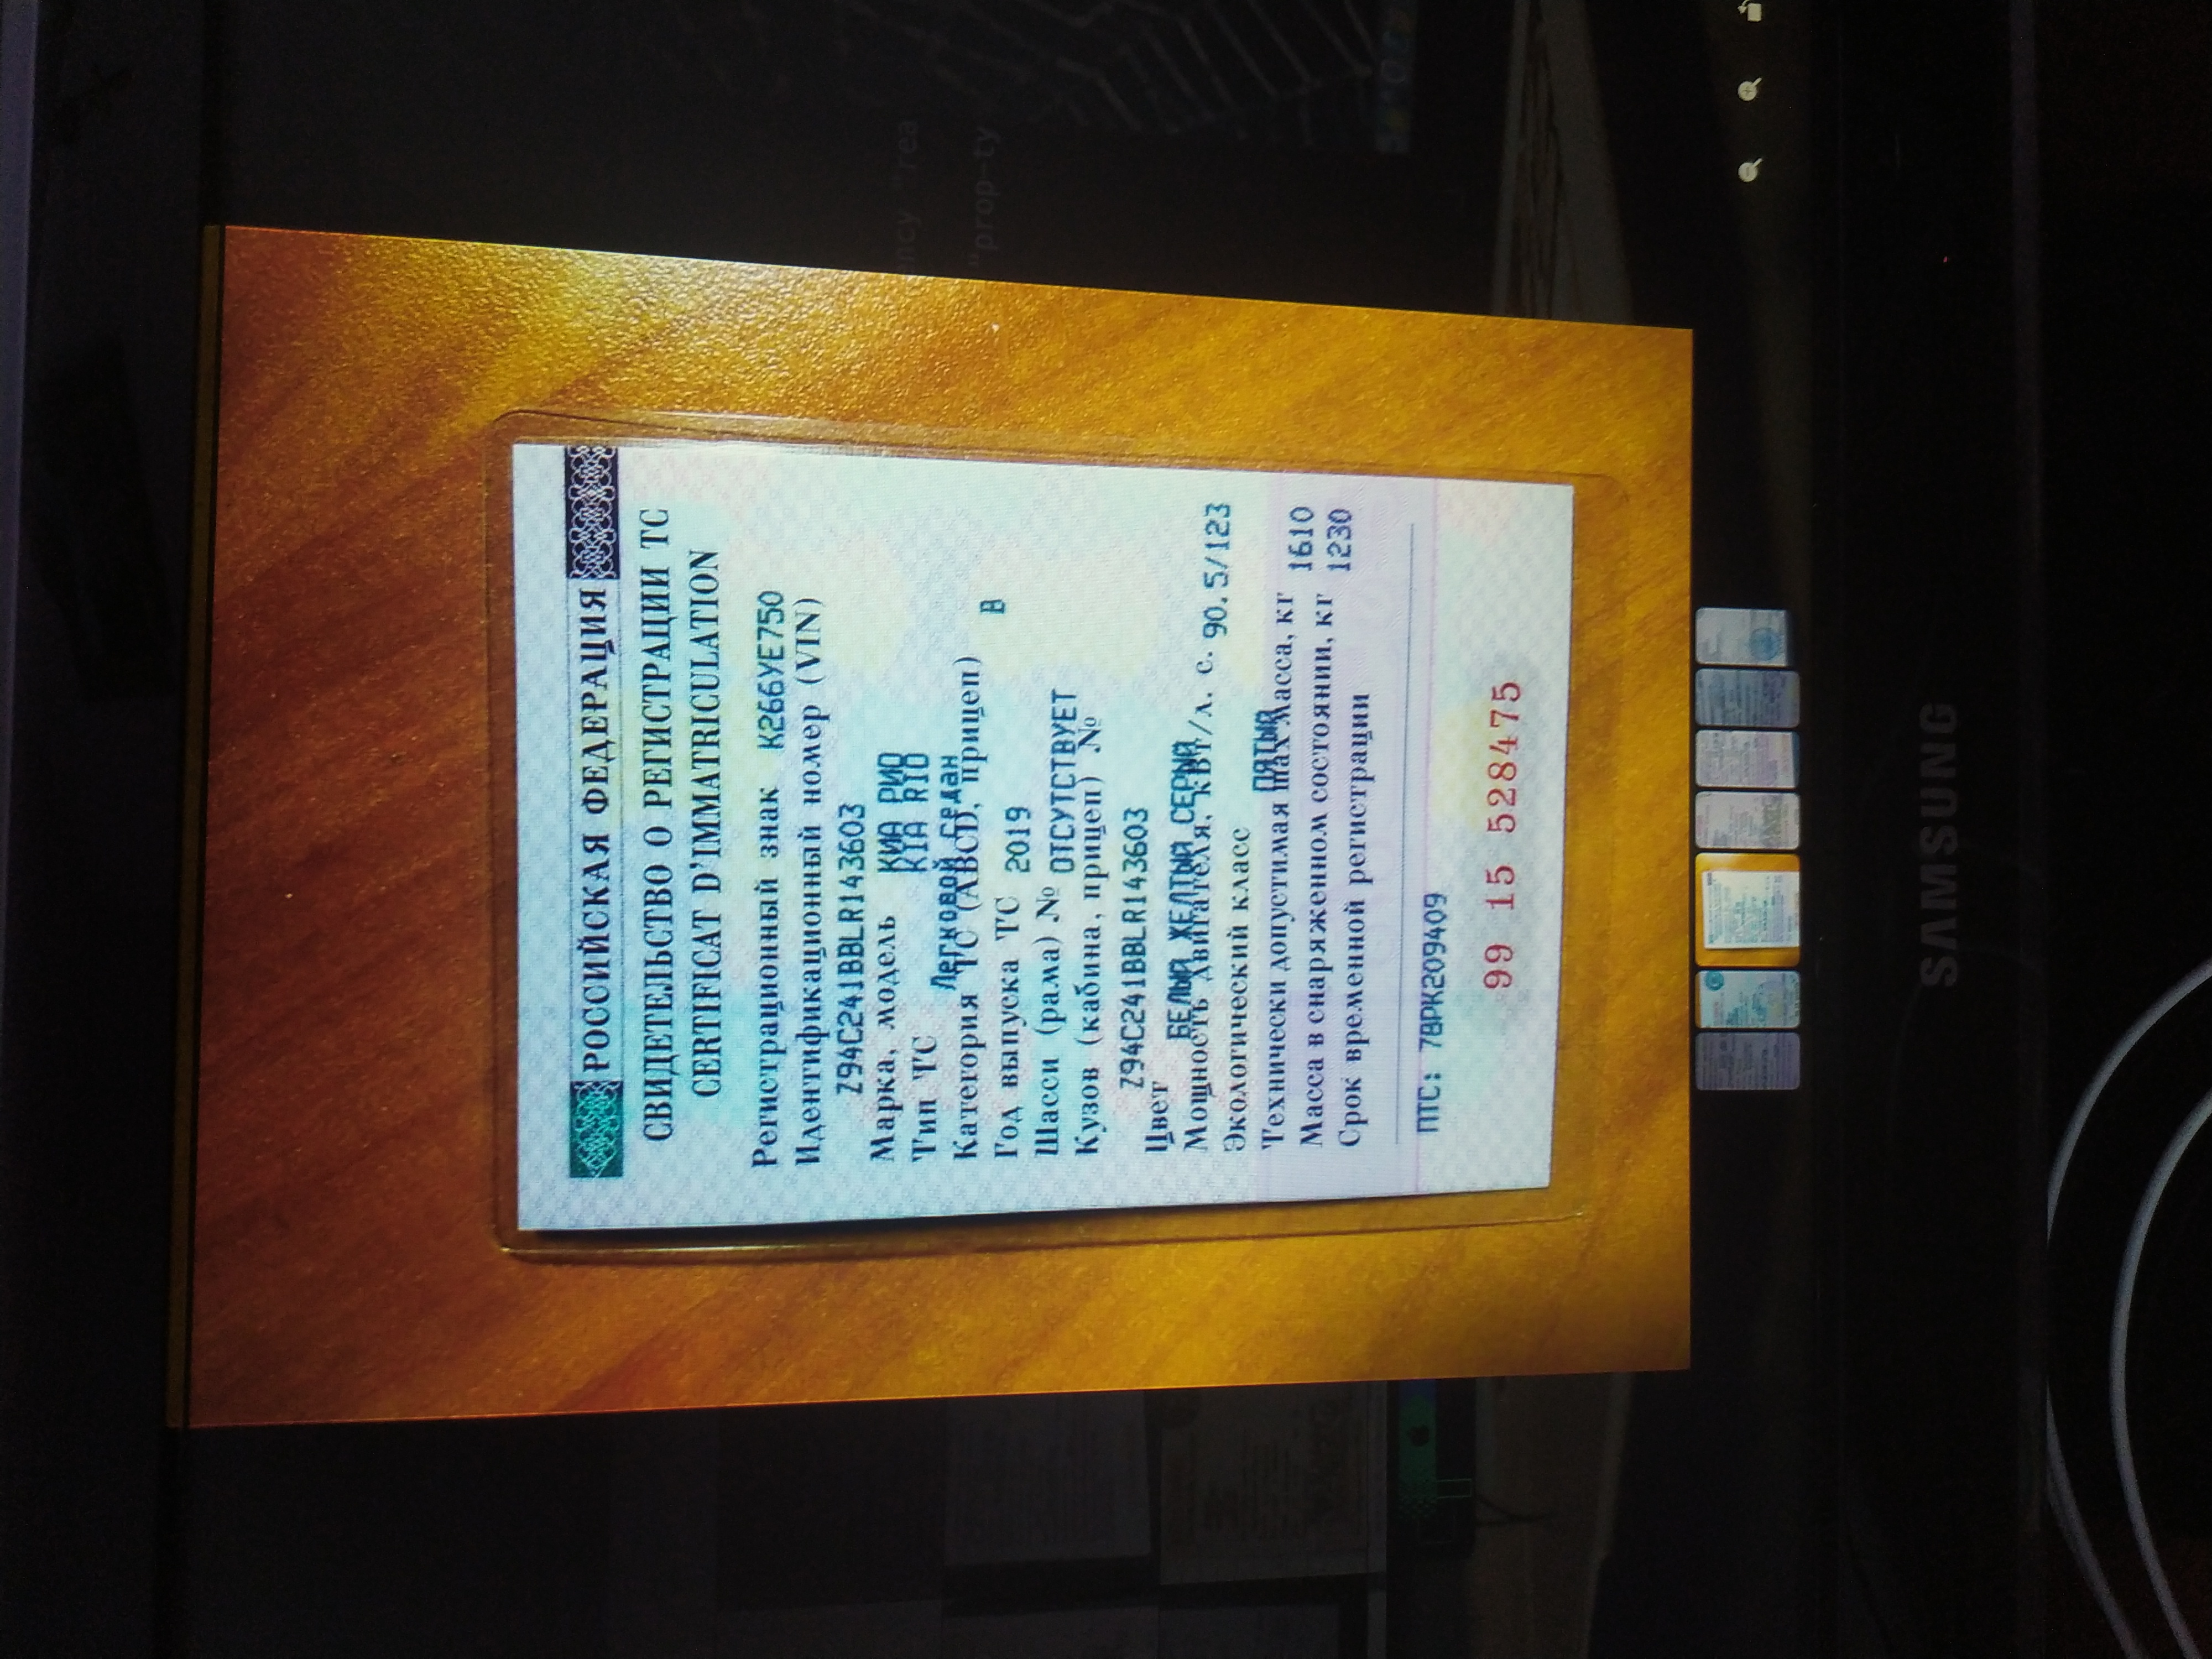 РОССИЙСКАЯ ФЕДЕРАЦИЯ
СВИДЕТЕЛЬСТВО О РЕГИСТРАЦИИ ТС
CERTIFICAT D'IMMATRICULATION
Регистрационный знак К266УЕ750
Идентификационный номер (VIN)
Z94C241BBLR143603
Марка, модель КИА РИО
KIA RIO
Тип ТС Легковой седан
Категория ТС (ABCD, прицеп) B
Год выпуска ТС 2019
Шасси (рама) № ОТСУТСТВУЕТ
Кузов (кабина, прицеп) №
Z94C241BBLR143603
Цвет БЕЛЫЙ ЖЕЛТЫЙ СЕРЫЙ
Мощность двигателя, кВт/л. с. 90.5/123
Экологический класс ПЯТЫЙ
Технически допустимая max масса, кг 1610
Масса в снаряженном состоянии, кг 1230
Срок временной регистрации
ПТС: 78РК209409
99 15 528475
ncy "rea
"prop-ty
SAMSUNG